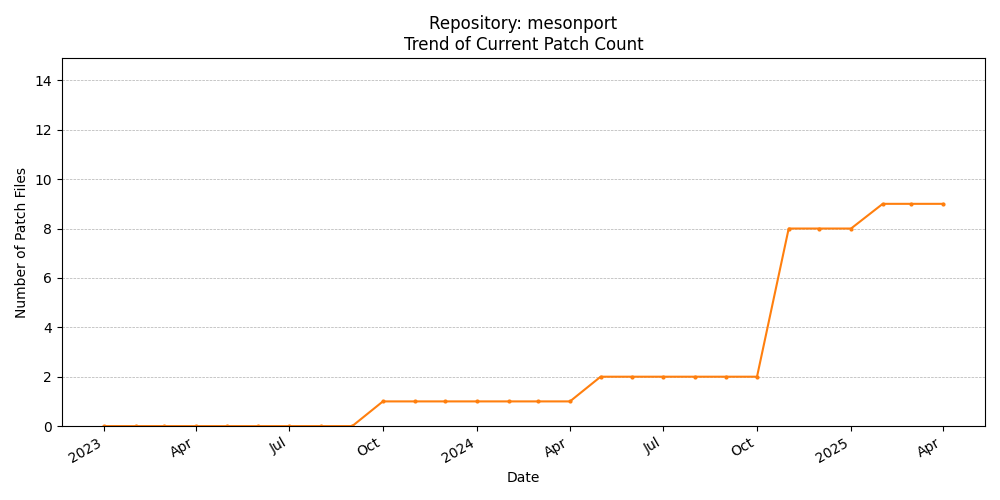 Repository: mesonport
Trend of Current Patch Count
14
12
10
8
6
4
2
0
Number of Patch Files
2023
Apr
Jul
Oct
2024
Apr
Jul
Oct
2025
Apr
Date